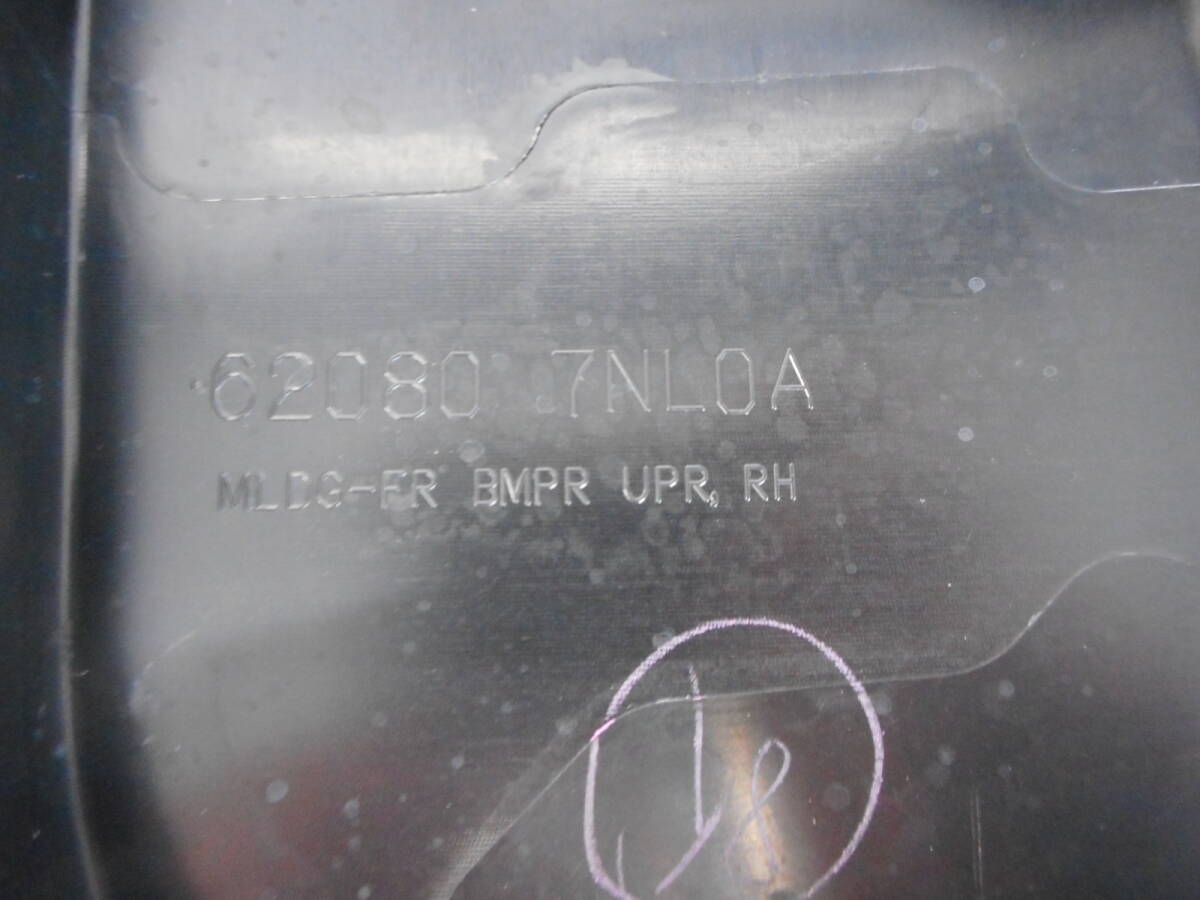 62080 7NL0A
MLDG-FR BMPR UPR, RH